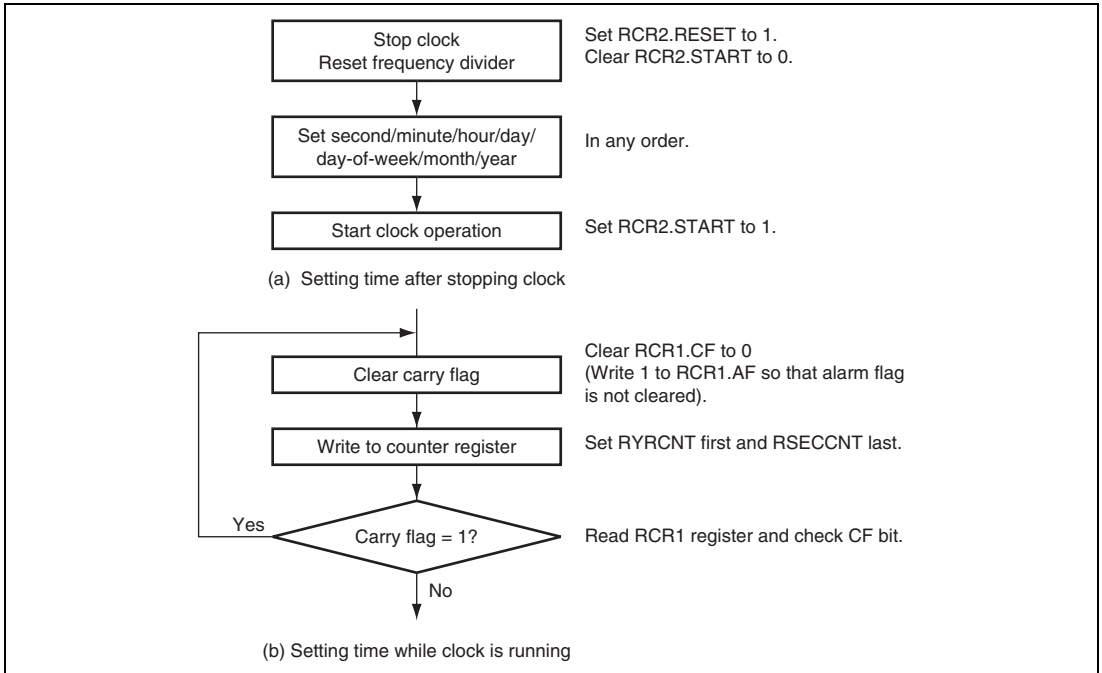 Stop clock
Reset frequency divider
Set RCR2.RESET to 1.
Clear RCR2.START to 0.
Set second/minute/hour/day/
day-of-week/month/year
In any order.
Start clock operation
Set RCR2.START to 1.
(a) Setting time after stopping clock
Clear carry flag
Clear RCR1.CF to 0
(Write 1 to RCR1.AF so that alarm flag
is not cleared).
Write to counter register
Set RYRCNT first and RSECCNT last.
Yes
Carry flag = 1?
Read RCR1 register and check CF bit.
No
(b) Setting time while clock is running